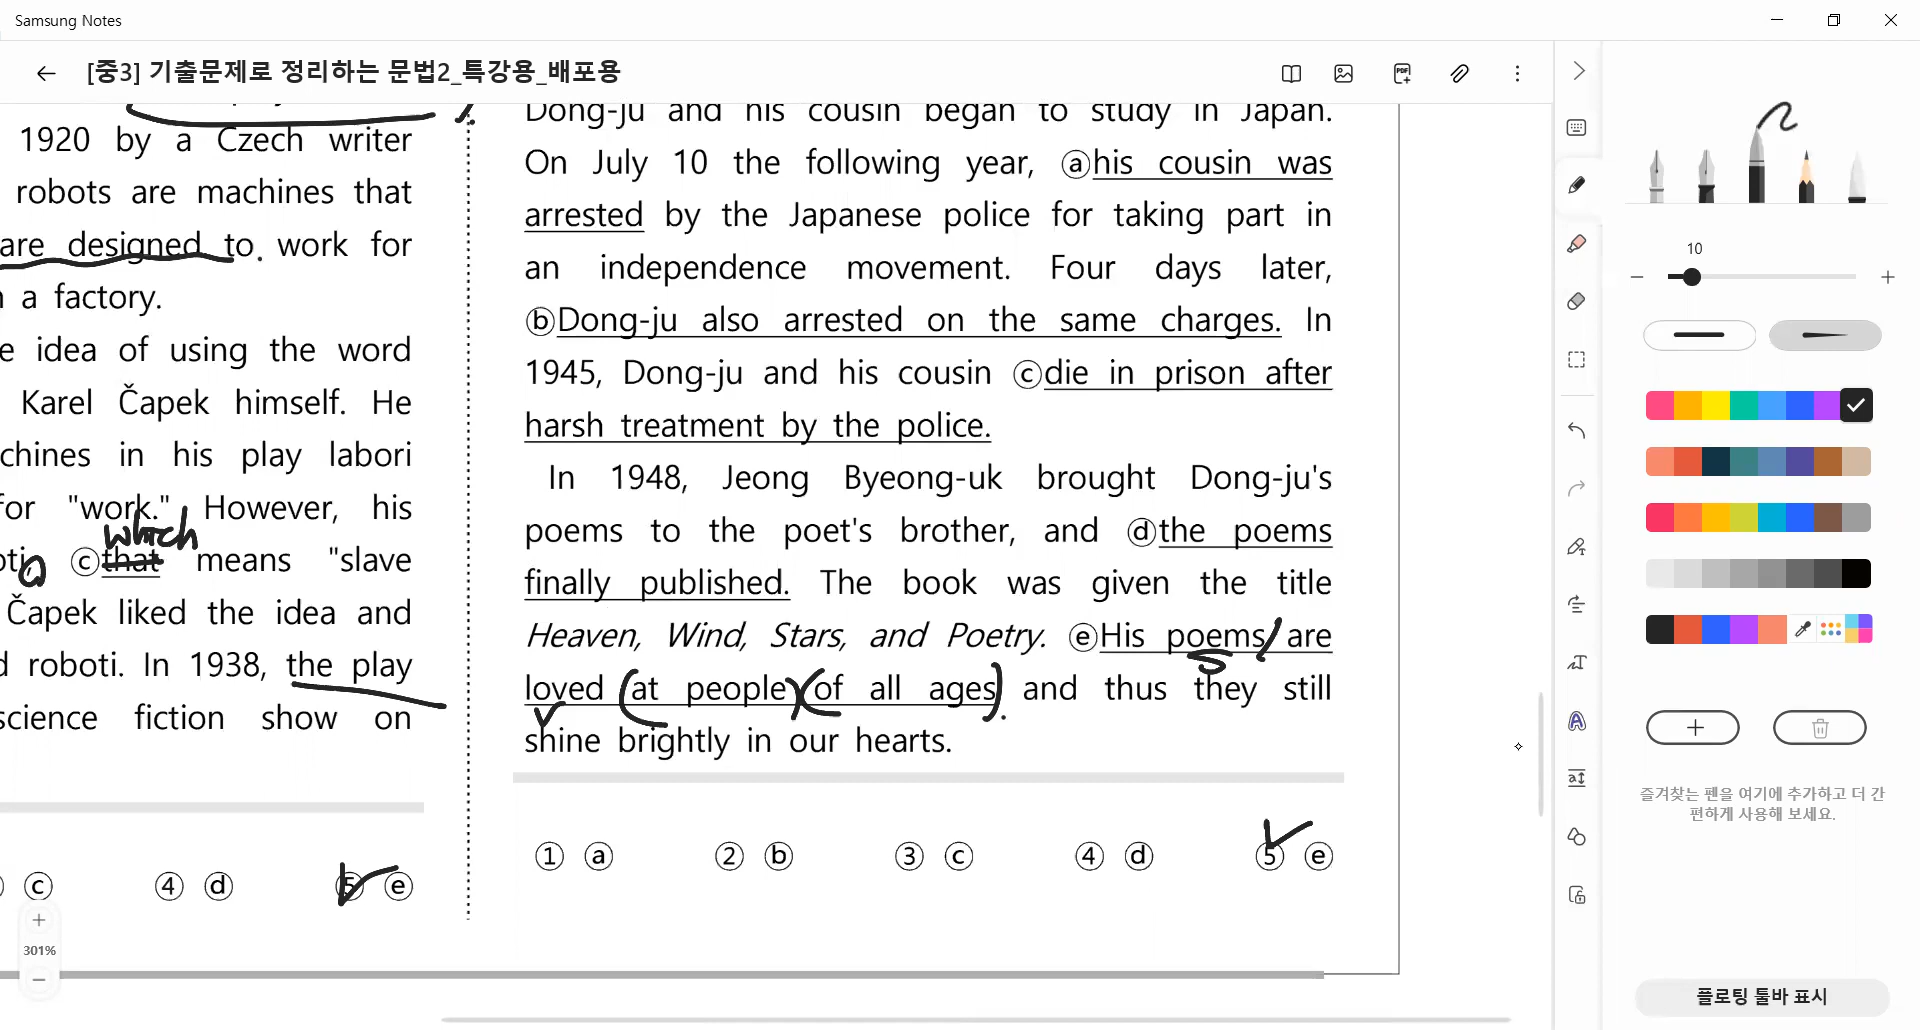 Samsung Notes
[중3] 기출문제로 정리하는 문법2_특강용_배포용
1920 by a Czech writer
robots are machines that
are designed to work for
a factory.
idea of using the word
Karel Čapek himself. He
chines in his play labori
for "work." However, his
which
a ⓒthat means "slave
Čapek liked the idea and
roboti. In 1938, the play
science fiction show on
ⓒ ④ ⓓ ⑤ ⓔ
Dong-ju and his cousin began to study in Japan.
On July 10 the following year, ⓐhis cousin was
arrested by the Japanese police for taking part in
an independence movement. Four days later,
ⓑDong-ju also arrested on the same charges. In
1945, Dong-ju and his cousin ⓒdie in prison after
harsh treatment by the police.
In 1948, Jeong Byeong-uk brought Dong-ju's
poems to the poet's brother, and ⓓthe poems
finally published. The book was given the title
Heaven, Wind, Stars, and Poetry. ⓔHis poems are
S
loved (at people)(of all ages) and thus they still
V
shine brightly in our hearts.
① ⓐ ② ⓑ ③ ⓒ ④ ⓓ ⑤ ⓔ
301%
PDF
10
즐겨찾는 펜을 여기에 추가하고 더 간
편하게 사용해 보세요.
플로팅 툴바 표시